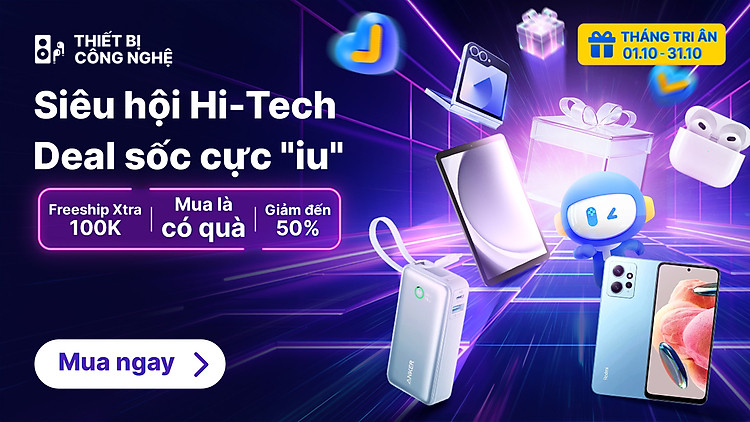 THIẾT BỊ
CÔNG NGHỆ
THÁNG TRI ÂN
01.10 - 31.10
Siêu hội Hi-Tech
Deal sốc cực "iu"
Freeship Xtra
100K
Mua là
có quà
Giảm đến
50%
Mua ngay
ANKER
Redmi